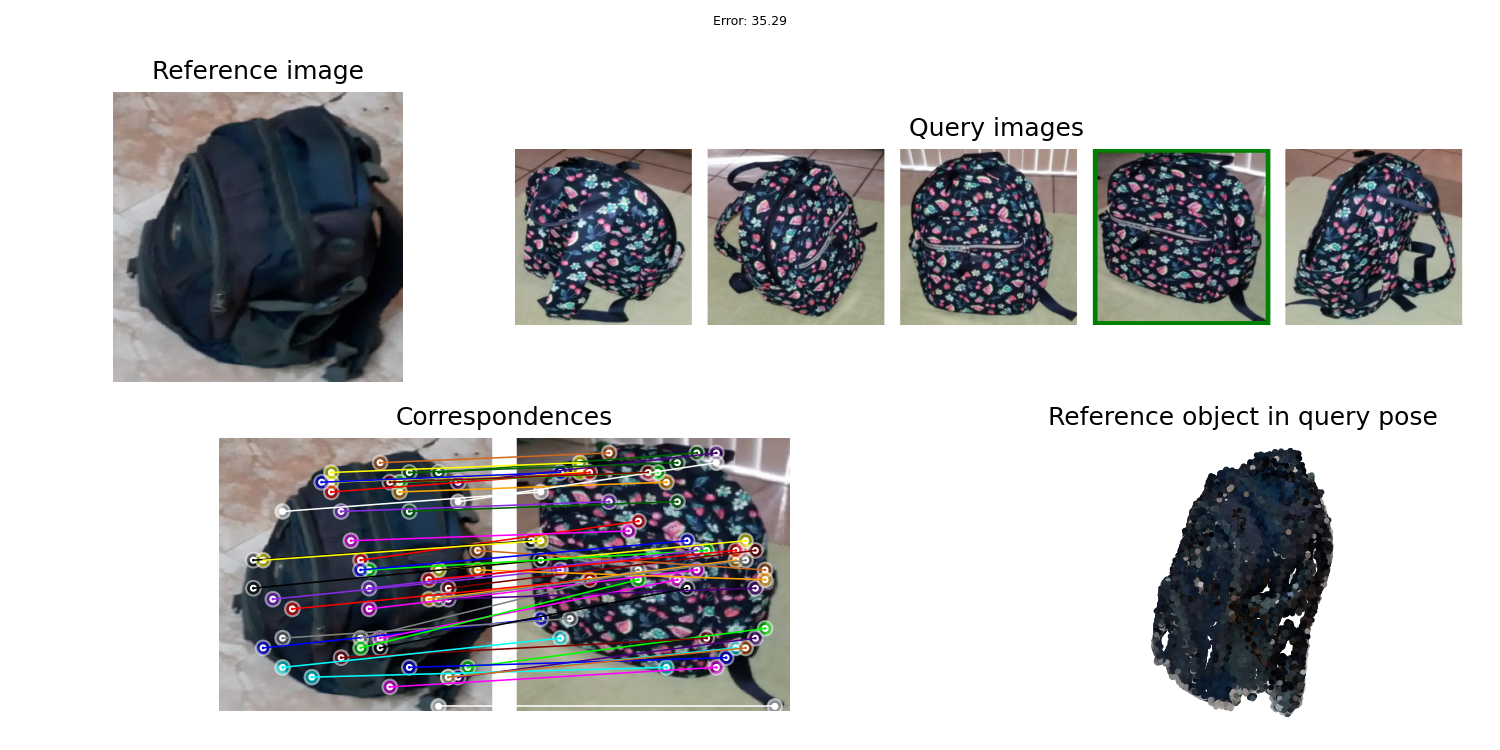 Error: 35.29
Reference image
Query images
Correspondences
Reference object in query pose